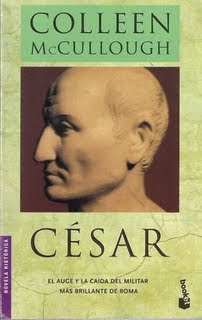 COLLEEN
McCULLOUGH
CÉSAR
EL AUGE Y LA CAÍDA DEL MILITAR
MÁS BRILLANTE DE ROMA
NOVELA HISTÓRICA
booket